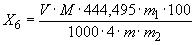 X₆ = V · M · 444,495 · m₁ · 100
1000 · 4 · m · m₂